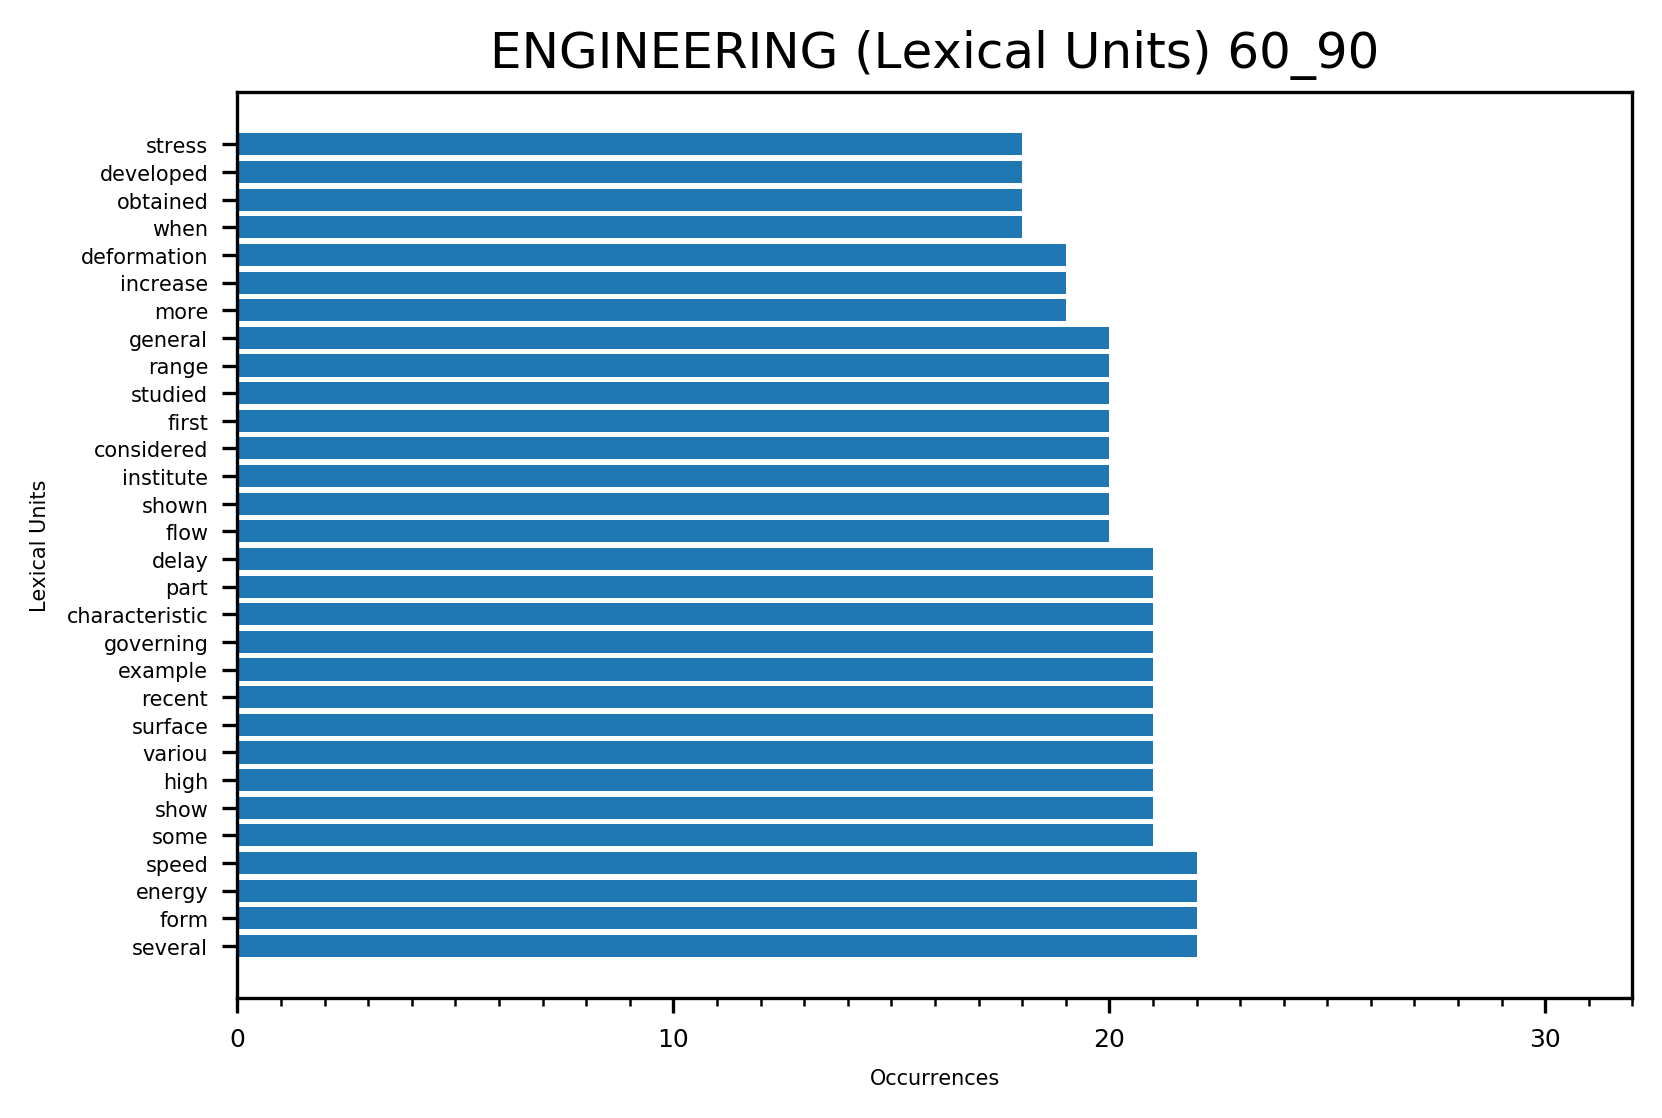 ENGINEERING (Lexical Units) 60_90
stress
developed
obtained
when
deformation
increase
more
general
range
studied
first
considered
institute
shown
flow
delay
part
characteristic
governing
example
recent
surface
variou
high
show
some
speed
energy
form
several
Lexical Units
0 10 20 30
Occurrences